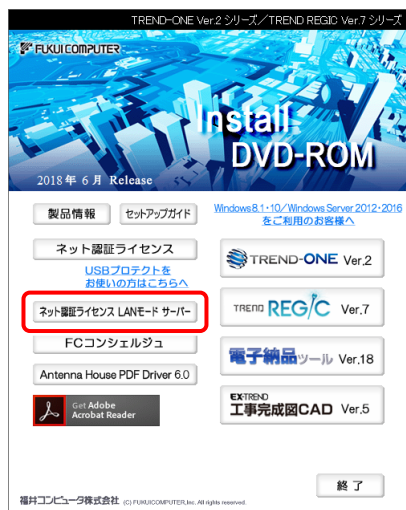 TREND-ONE Ver.2 シリーズ／TREND REGIC Ver.7 シリーズ
FUKUI COMPUTER
Install
DVD-ROM
2018年 6月 Release
製品情報
セットアップガイド
Windows8.1・10／Windows Server 2012・2016
をご利用のお客様へ
ネット認証ライセンス
USBプロテクトを
お使いの方はこちらへ
ネット認証ライセンス LANモード サーバー
FCコンシェルジュ
Antenna House PDF Driver 6.0
Get Adobe
Acrobat Reader
TREND-ONE Ver.2
TREND REGIC Ver.7
電子納品ツール Ver.18
EX-TREND
工事完成図CAD Ver.5
終了
福井コンピュータ株式会社 (C) FUKUICOMPUTER,Inc. All rights reserved.